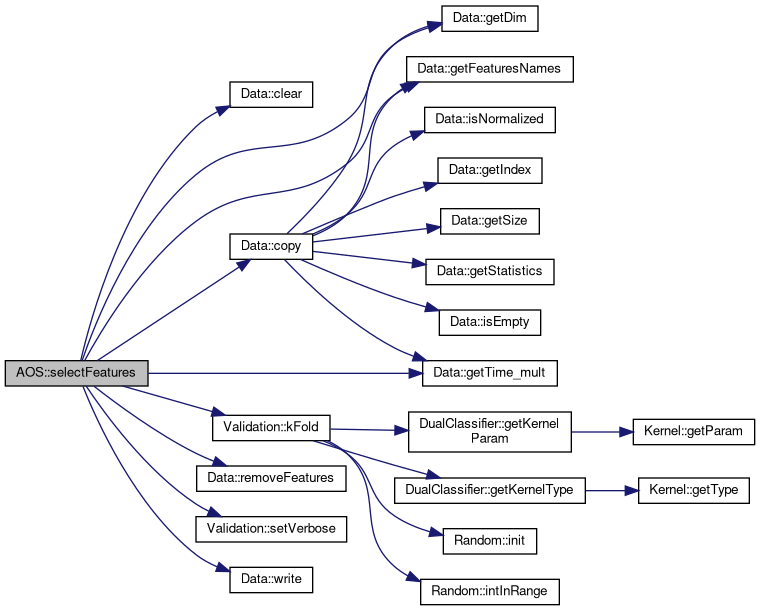 Data::getDim
Data::getFeaturesNames
Data::clear
Data::isNormalized
Data::getIndex
Data::getSize
Data::copy
Data::getStatistics
Data::isEmpty
AOS::selectFeatures
Data::getTime_mult
Validation::kFold
DualClassifier::getKernel
Param
Kernel::getParam
Data::removeFeatures
DualClassifier::getKernelType
Kernel::getType
Validation::setVerbose
Random::init
Data::write
Random::intInRange